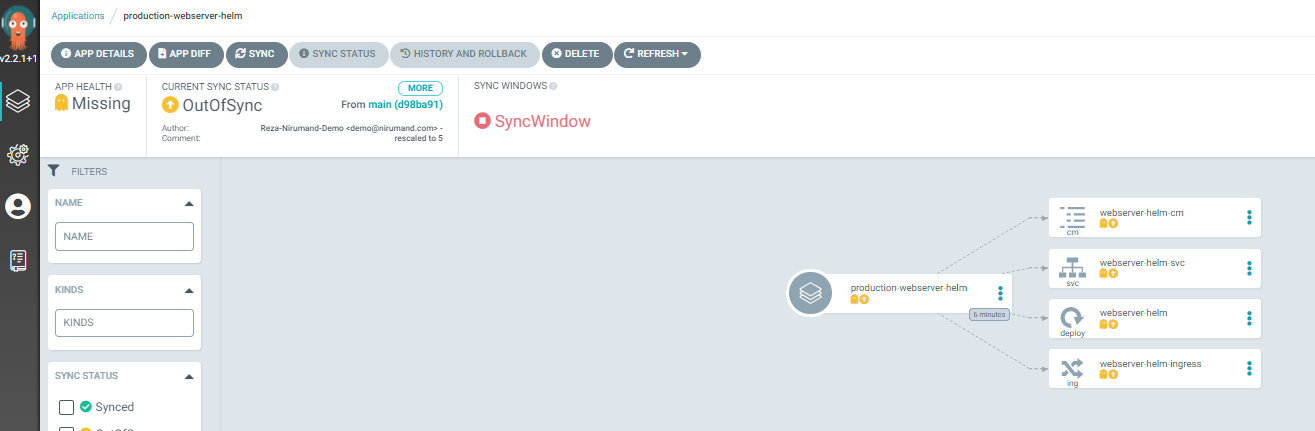 Applications / production-webserver-helm
v2.2.1+1
APP DETAILS APP DIFF SYNC SYNC STATUS HISTORY AND ROLLBACK DELETE REFRESH
APP HEALTH
Missing
CURRENT SYNC STATUS MORE
OutOfSync From main (d98ba91)
Author: Reza-Nirumand-Demo <demo@nirumand.com> -
Comment: rescaled to 5
SYNC WINDOWS
SyncWindow
FILTERS
NAME
NAME
KINDS
KINDS
SYNC STATUS
Synced
production-webserver-helm
6 minutes
webserver-helm-cm
cm
webserver-helm-svc
svc
webserver-helm
deploy
webserver-helm-ingress
ing